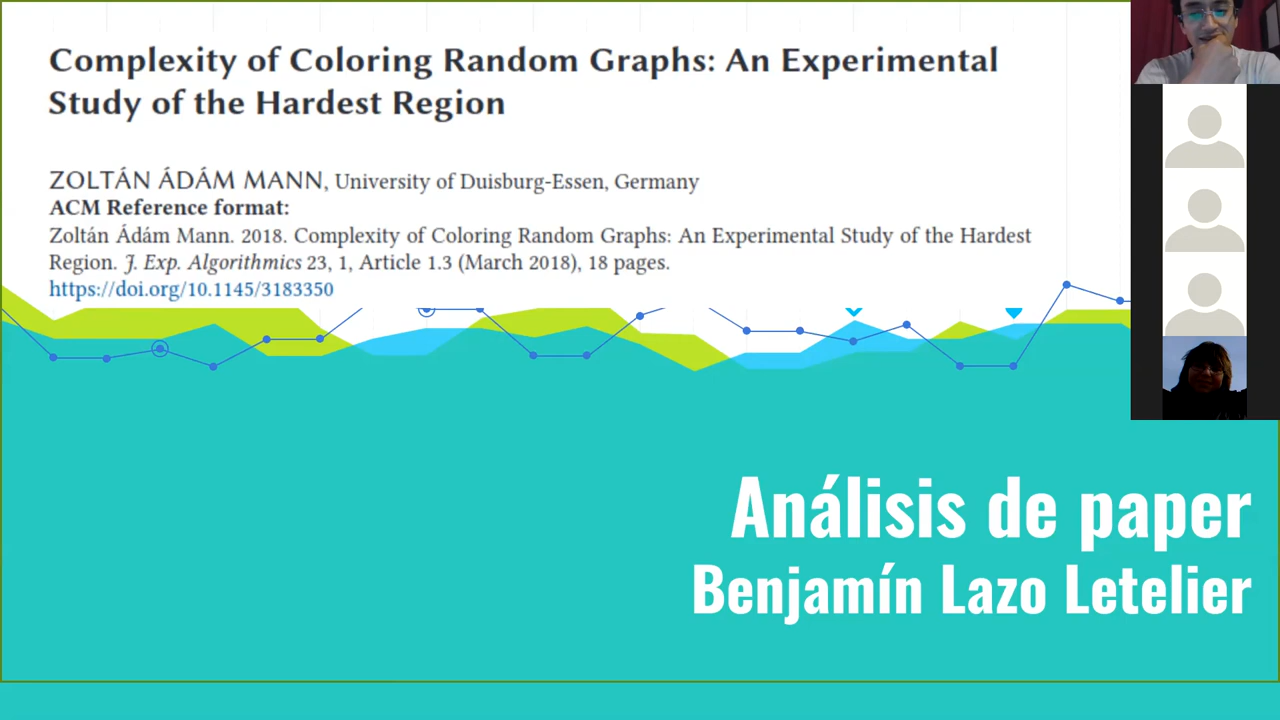 Complexity of Coloring Random Graphs: An Experimental
Study of the Hardest Region
ZOLTÁN ÁDÁM MANN, University of Duisburg-Essen, Germany
ACM Reference format:
Zoltán Ádám Mann. 2018. Complexity of Coloring Random Graphs: An Experimental Study of the Hardest
Region. J. Exp. Algorithmics 23, 1, Article 1.3 (March 2018), 18 pages.
https://doi.org/10.1145/3183350
Análisis de paper
Benjamín Lazo Letelier